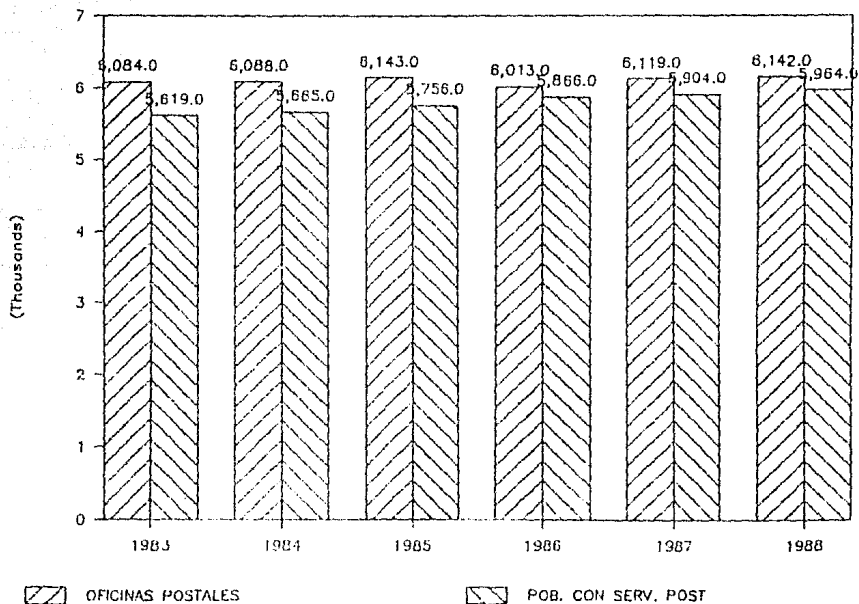 7
6,084.0 6,088.0 6,143.0 6,013.0 6,119.0 6,142.0
5,619.0 5,665.0 5,756.0 5,866.0 5,904.0 5,964.0
6
5
4
3
2
1
0
(Thousands)
1983 1984 1985 1986 1987 1988
OFICINAS POSTALES POB. CON SERV. POST